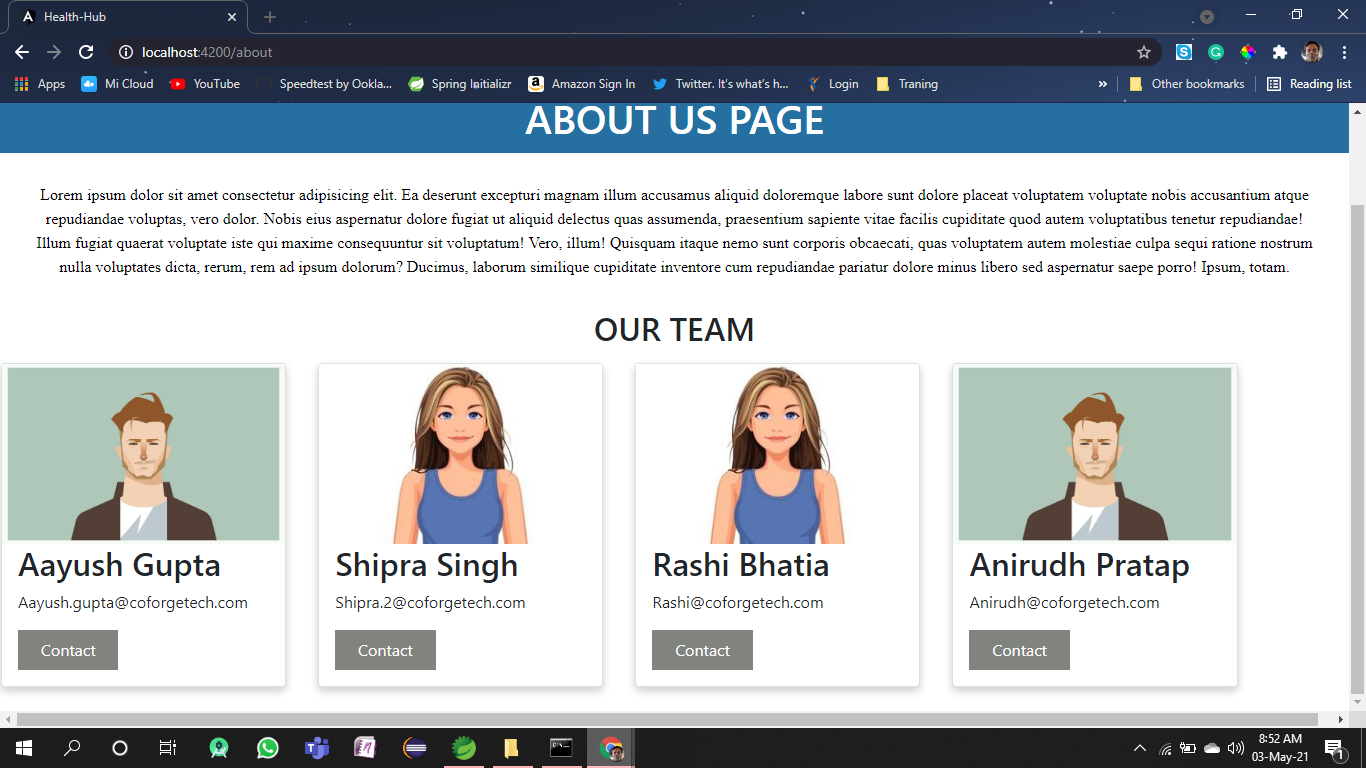 Health-Hub
localhost:4200/about
Apps Mi Cloud YouTube Speedtest by Ookla... Spring Initializr Amazon Sign In Twitter. It's what's h... Login Traning » Other bookmarks Reading list
ABOUT US PAGE
Lorem ipsum dolor sit amet consectetur adipisicing elit. Ea deserunt excepturi magnam illum accusamus aliquid doloremque labore sunt dolore placeat voluptatem voluptate nobis accusantium atque
repudiandae voluptas, vero dolor. Nobis eius aspernatur dolore fugiat ut aliquid delectus quas assumenda, praesentium sapiente vitae facilis cupiditate quod autem voluptatibus tenetur repudiandae!
Illum fugiat quaerat voluptate iste qui maxime consequuntur sit voluptatum! Vero, illum! Quisquam itaque nemo sunt corporis obcaecati, quas voluptatem autem molestiae culpa sequi ratione nostrum
nulla voluptates dicta, rerum, rem ad ipsum dolorum? Ducimus, laborum similique cupiditate inventore cum repudiandae pariatur dolore minus libero sed aspernatur saepe porro! Ipsum, totam.
OUR TEAM
Aayush Gupta
Aayush.gupta@coforgetech.com
Contact
Shipra Singh
Shipra.2@coforgetech.com
Contact
Rashi Bhatia
Rashi@coforgetech.com
Contact
Anirudh Pratap
Anirudh@coforgetech.com
Contact
8:52 AM
03-May-21
1